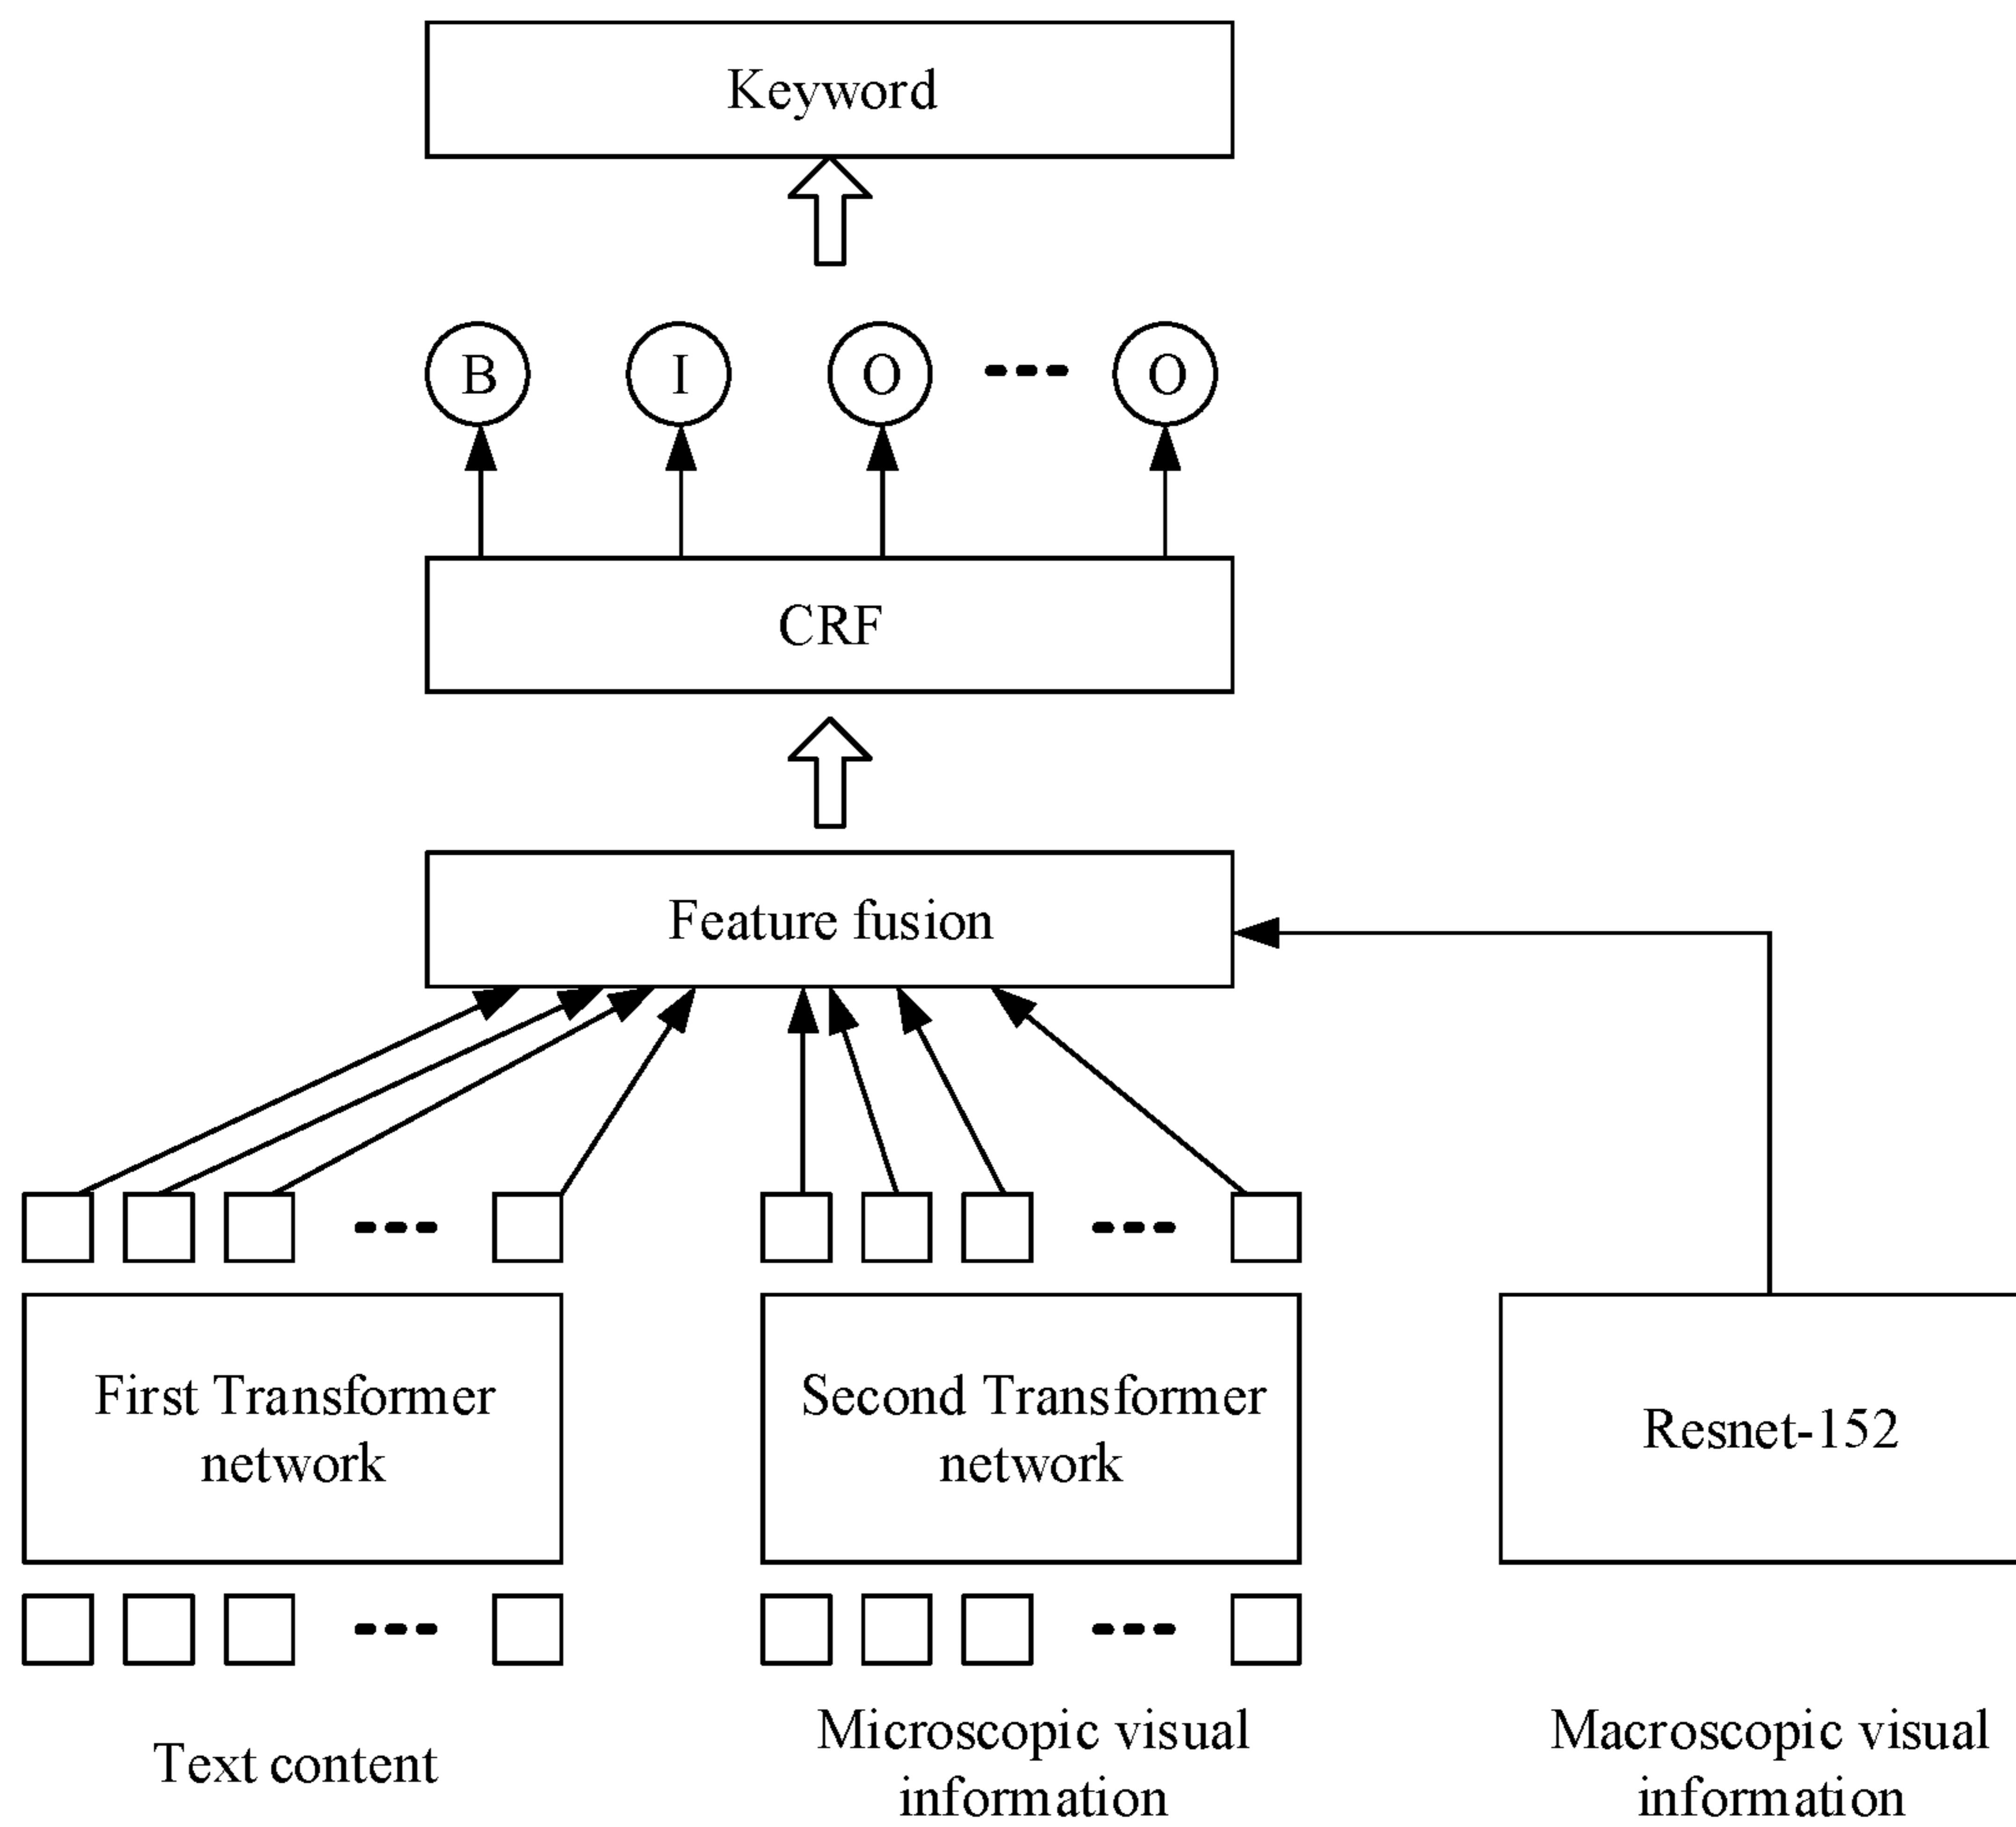 Keyword
B I O O
CRF
Feature fusion
First Transformer
network
Second Transformer
network
Resnet-152
Text content
Microscopic visual
information
Macroscopic visual
information